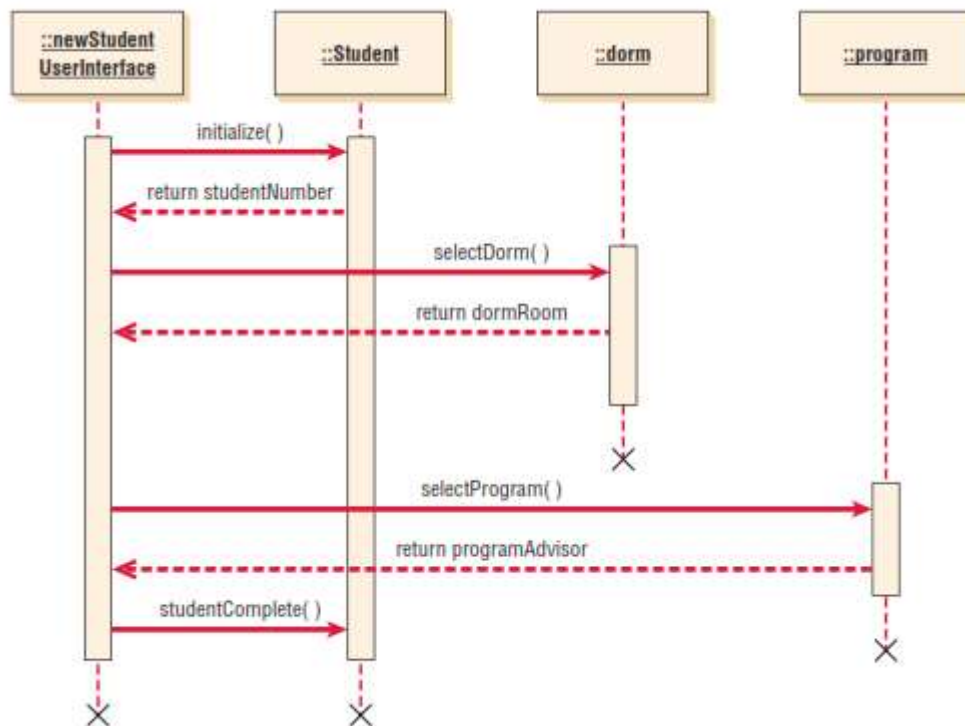 ::newStudent
UserInterface
::Student
::dorm
::program
initialize( )
return studentNumber
selectDorm( )
return dormRoom
selectProgram( )
return programAdvisor
studentComplete( )